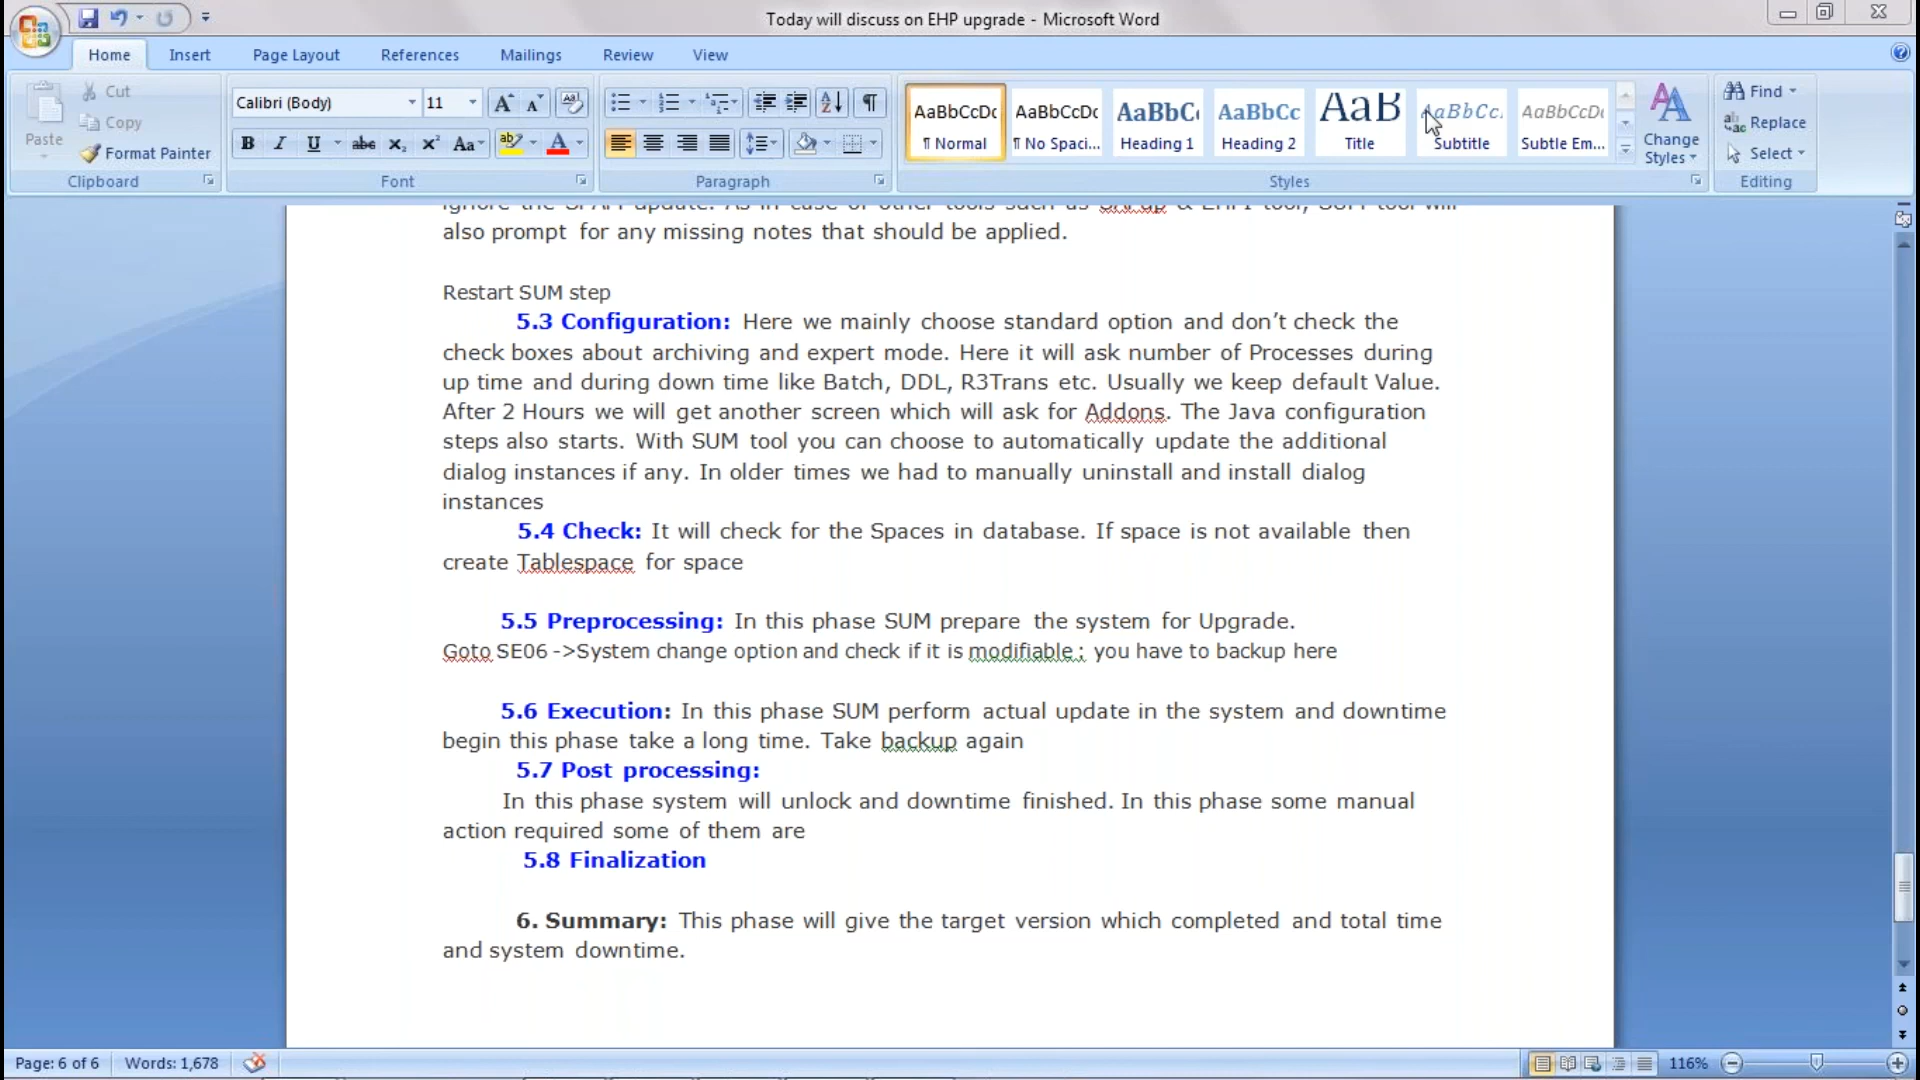 Today will discuss on EHP upgrade - Microsoft Word
Home Insert Page Layout References Mailings Review View
Paste Cut Copy Format Painter
Calibri (Body) 11
AaBbCcDc ¶ Normal
AaBbCcDc ¶ No Spaci...
AaBbC( Heading 1
AaBbCc Heading 2
AaB Title
AaBbCc. Subtitle
AaBbCcDc Subtle Em...
Change Styles
Find
Replace
Select
Clipboard Font Paragraph Styles Editing
also prompt for any missing notes that should be applied.
Restart SUM step
5.3 Configuration: Here we mainly choose standard option and don’t check the
check boxes about archiving and expert mode. Here it will ask number of Processes during
up time and during down time like Batch, DDL, R3Trans etc. Usually we keep default Value.
After 2 Hours we will get another screen which will ask for Addons. The Java configuration
steps also starts. With SUM tool you can choose to automatically update the additional
dialog instances if any. In older times we had to manually uninstall and install dialog
instances
5.4 Check: It will check for the Spaces in database. If space is not available then
create Tablespace for space
5.5 Preprocessing: In this phase SUM prepare the system for Upgrade.
Goto SE06 ->System change option and check if it is modifiable ; you have to backup here
5.6 Execution: In this phase SUM perform actual update in the system and downtime
begin this phase take a long time. Take backup again
5.7 Post processing:
In this phase system will unlock and downtime finished. In this phase some manual
action required some of them are
5.8 Finalization
6. Summary: This phase will give the target version which completed and total time
and system downtime.
Page: 6 of 6 Words: 1,678 116%